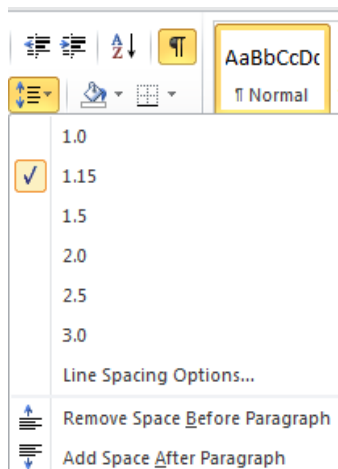 A
Z
¶
AaBbCcDc
¶ Normal
1.0
1.15
1.5
2.0
2.5
3.0
Line Spacing Options...
Remove Space Before Paragraph
Add Space After Paragraph